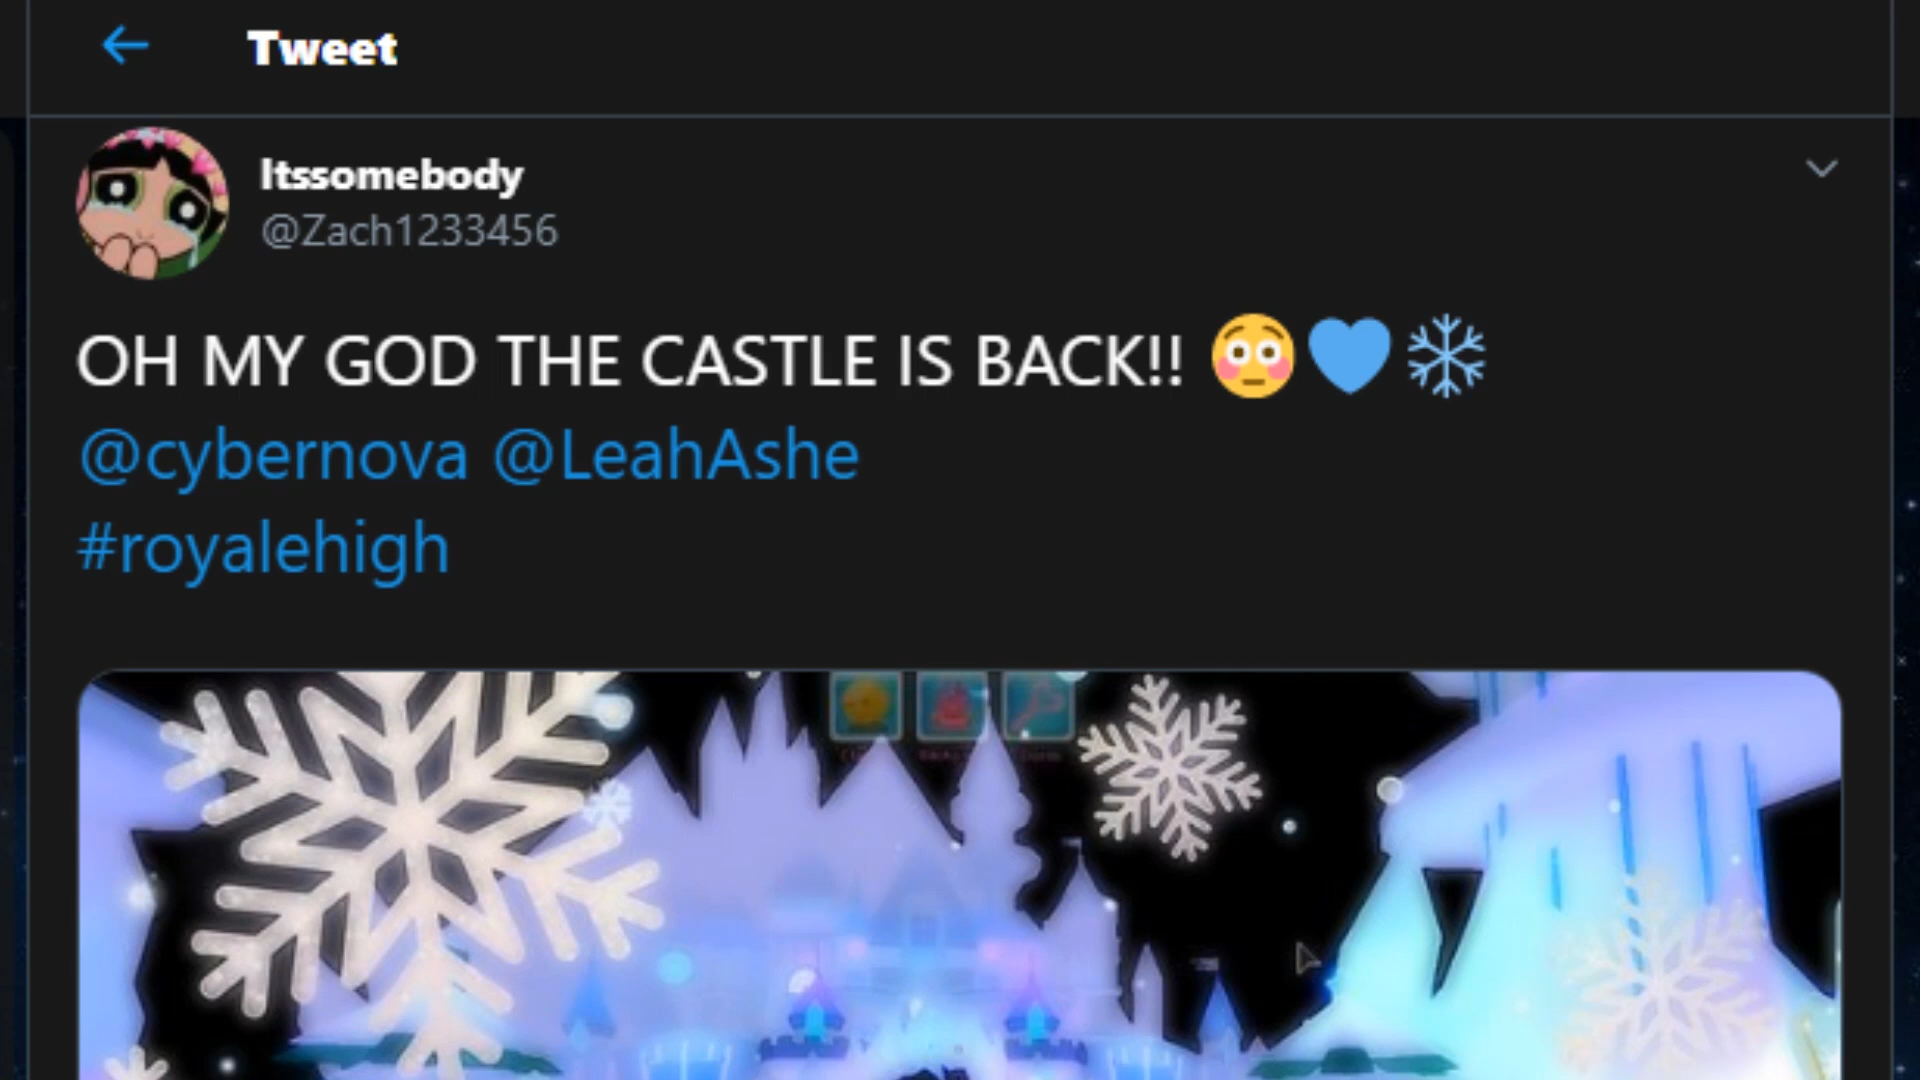 Tweet
Itssomebody
@Zach1233456
OH MY GOD THE CASTLE IS BACK!! 😳💙❄
@cybernova @LeahAshe
#royalehigh